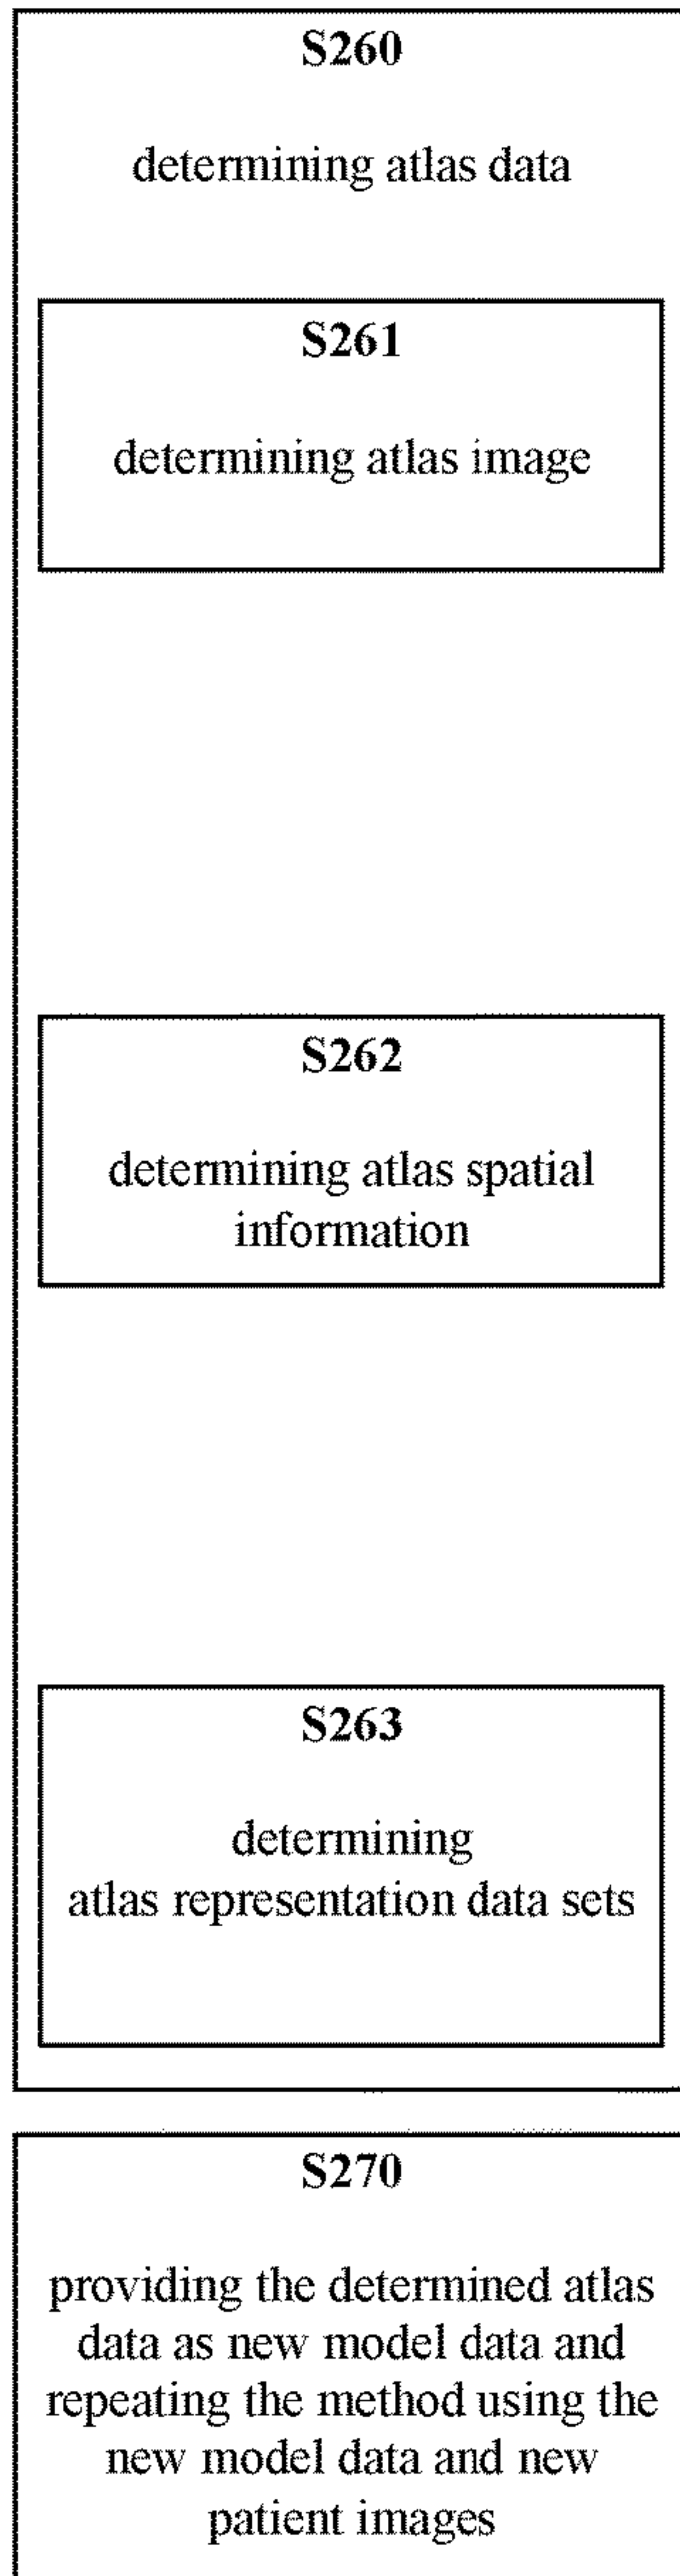 S260
determining atlas data
S261
determining atlas image
S262
determining atlas spatial
information
S263
determining
atlas representation data sets
S270
providing the determined atlas
data as new model data and
repeating the method using the
new model data and new
patient images